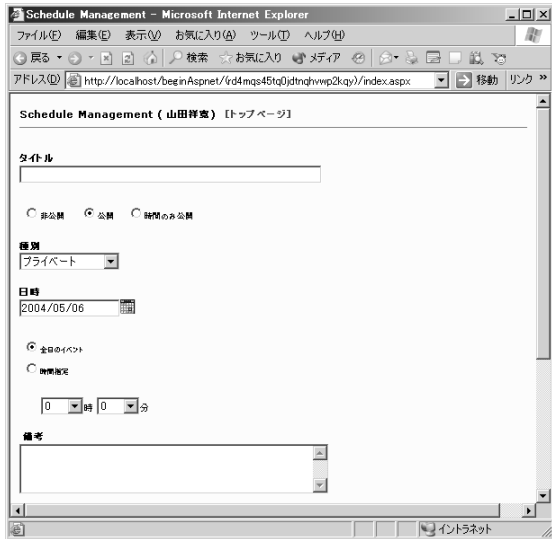 Schedule Management - Microsoft Internet Explorer
ファイル(F) 編集(E) 表示(V) お気に入り(A) ツール(T) ヘルプ(H)
戻る 検索 お気に入り メディア
アドレス(D) http://localhost/beginAspnet/(rd4mqs45tq0jdtnqhvwp2kqy)/index.aspx 移動 リンク »
Schedule Management ( 山田祥寛) [トップページ]
タイトル
非公開 公開 時間のみ公開
種別
プライベート
日時
2004/05/06
全日のイベント
時間指定
0 時 0 分
備考
イントラネット